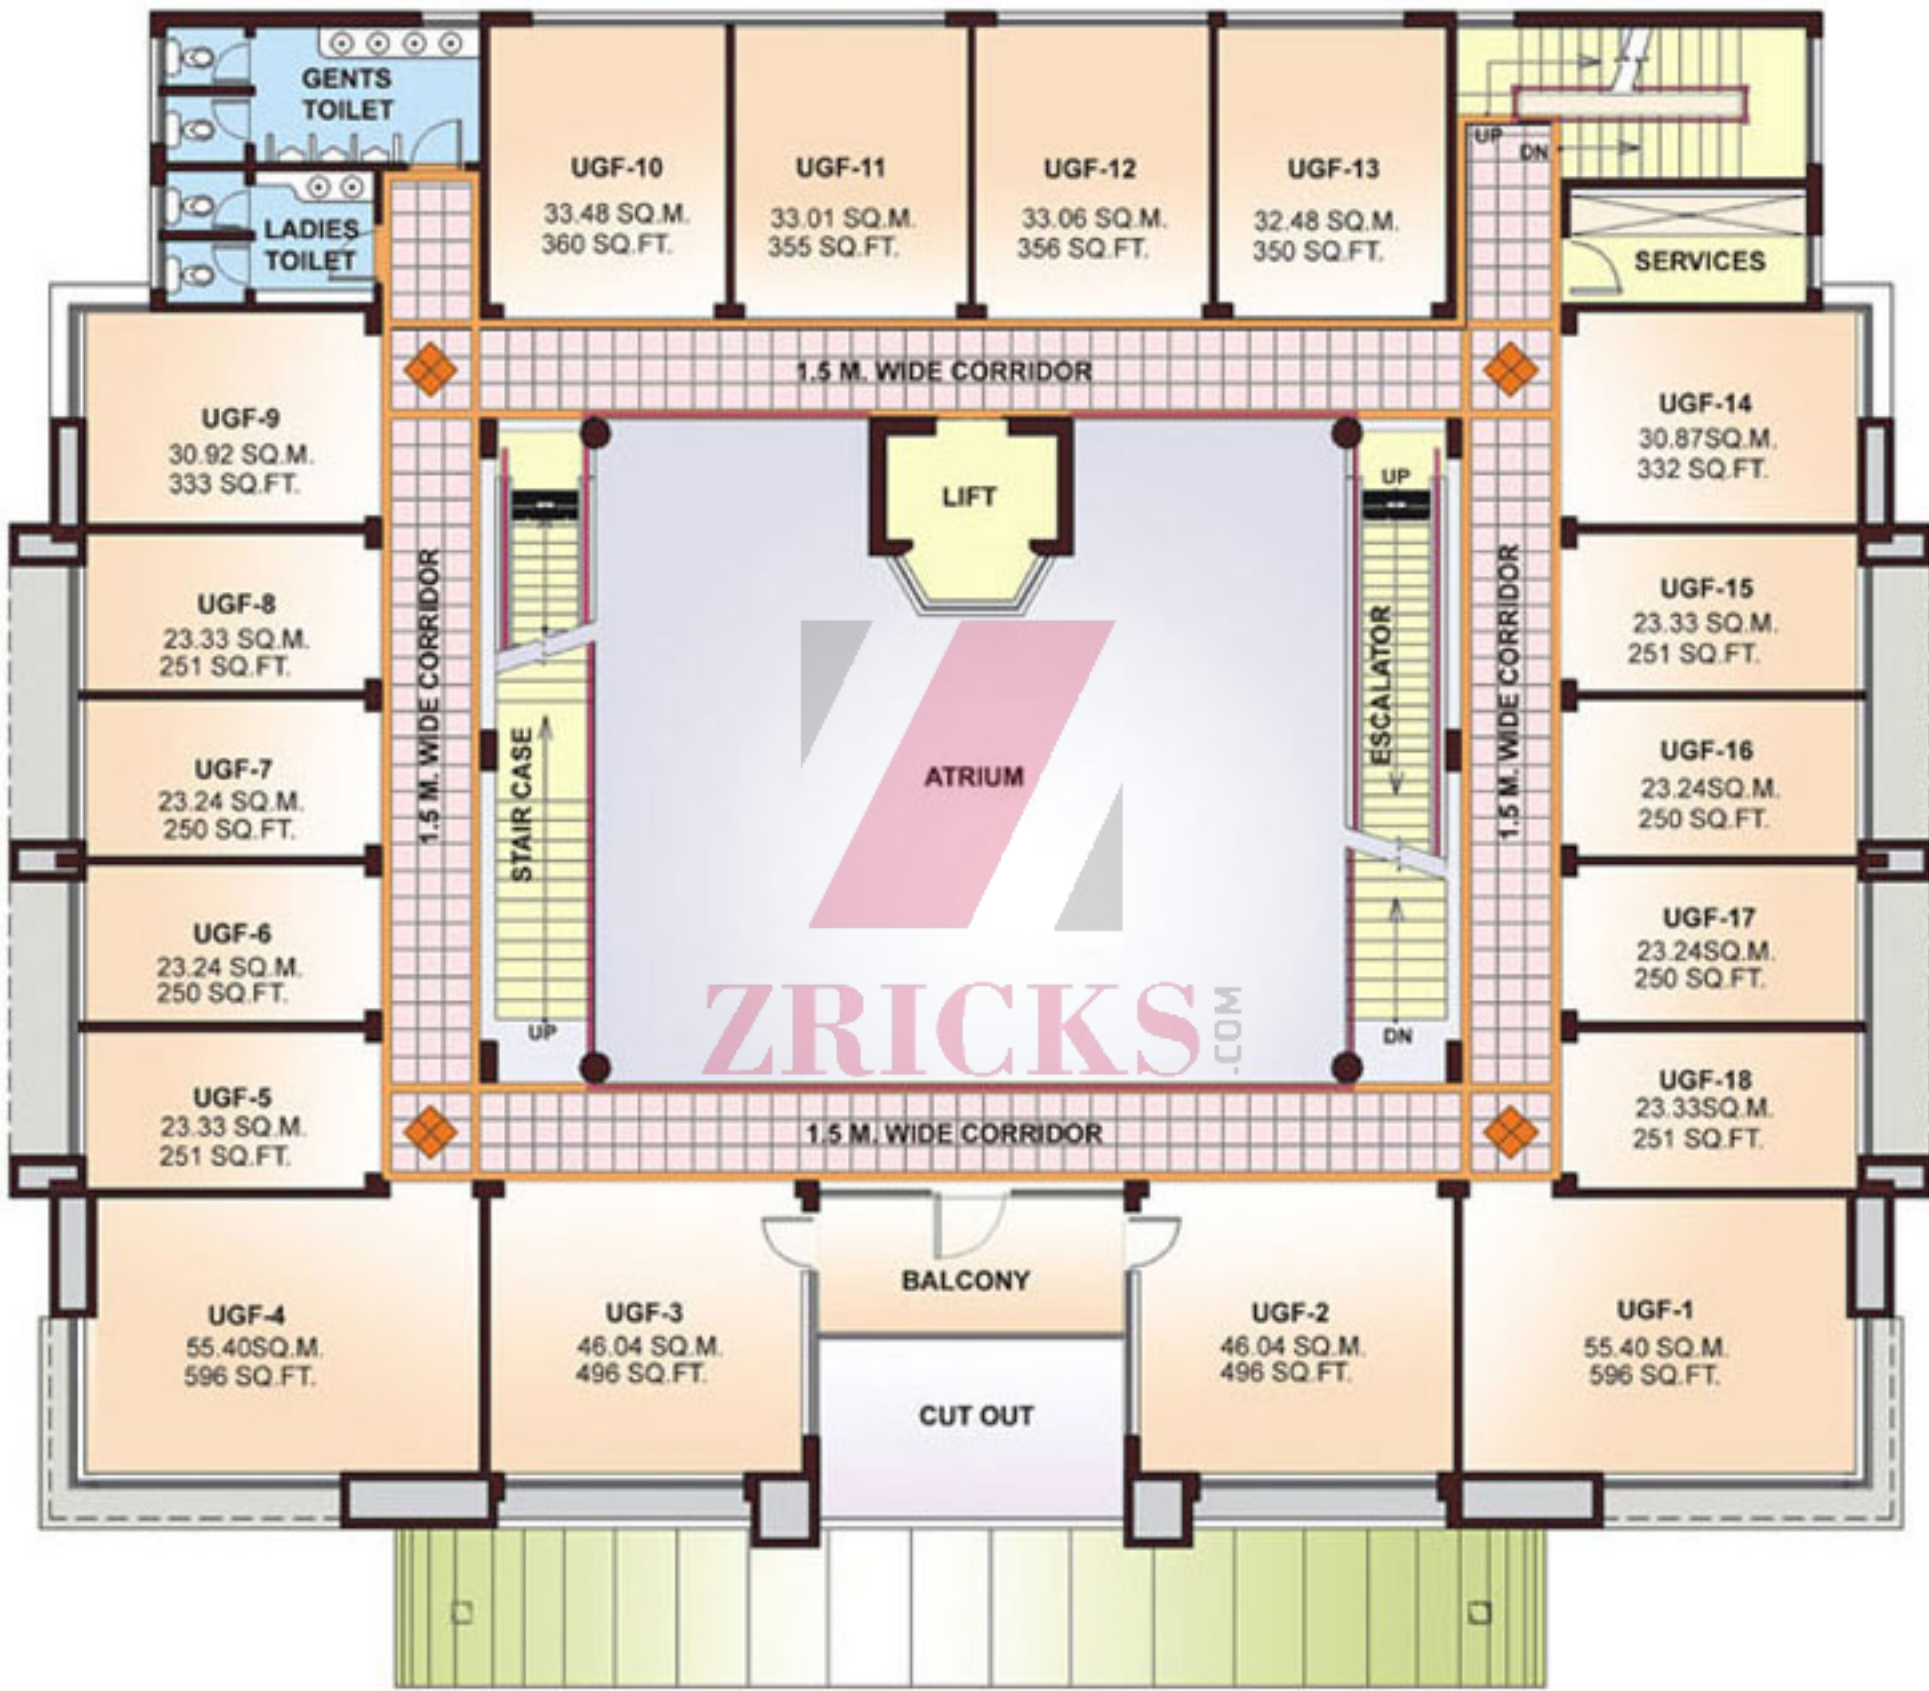 GENTS
TOILET
LADIES
TOILET
UGF-10
33.48 SQ.M.
360 SQ.FT.
UGF-11
33.01 SQ.M.
355 SQ.FT.
UGF-12
33.06 SQ.M.
356 SQ.FT.
UGF-13
32.48 SQ.M.
350 SQ.FT.
UP
DN
SERVICES
1.5 M. WIDE CORRIDOR
UGF-9
30.92 SQ.M.
333 SQ.FT.
UGF-8
23.33 SQ.M.
251 SQ.FT.
UGF-7
23.24 SQ.M.
250 SQ.FT.
UGF-6
23.24 SQ.M.
250 SQ.FT.
UGF-5
23.33 SQ.M.
251 SQ.FT.
1.5 M. WIDE CORRIDOR
STAIR CASE
UP
LIFT
ATRIUM
ZRICKS
.COM
UP
ESCALATOR
DN
1.5 M. WIDE CORRIDOR
UGF-14
30.87SQ.M.
332 SQ.FT.
UGF-15
23.33 SQ.M.
251 SQ.FT.
UGF-16
23.24SQ.M.
250 SQ.FT.
UGF-17
23.24SQ.M.
250 SQ.FT.
UGF-18
23.33SQ.M.
251 SQ.FT.
1.5 M. WIDE CORRIDOR
UGF-4
55.40SQ.M.
596 SQ.FT.
UGF-3
46.04 SQ.M.
496 SQ.FT.
BALCONY
CUT OUT
UGF-2
46.04 SQ.M.
496 SQ.FT.
UGF-1
55.40 SQ.M.
596 SQ.FT.